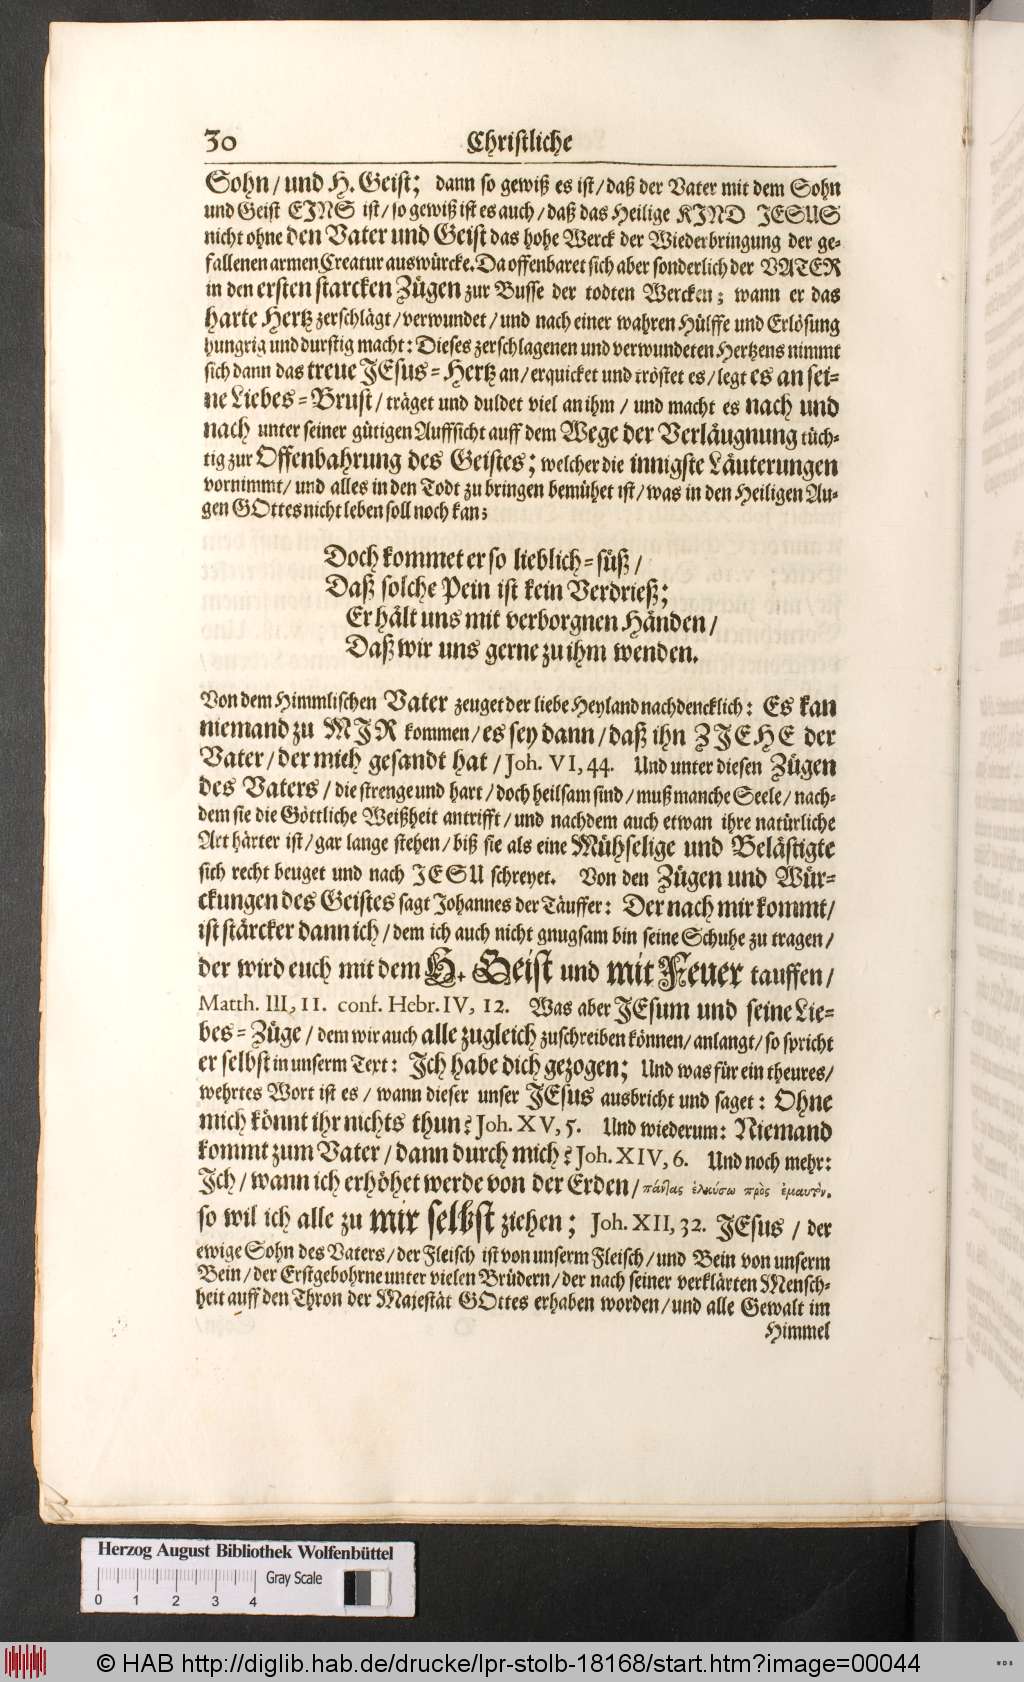 30 Christliche
Sohn/ und H. Geist; dann so gewiß es ist/ daß der Vater mit dem Sohn
und Geist EINS ist/ so gewiß ist es auch/ daß das Heilige KIND JESUS
nicht ohne den Vater und Geist das hohe Werck der Wiederbringung der ge-
fallenen armen Creatur auswürcke. Da offenbaret sich aber sonderlich der VATER
in den ersten starcken Zügen zur Busse der todten Wercken; wann er das
harte Hertz zerschlägt/ verwundet/ und nach einer wahren Hülffe und Erlösung
hungrig und durstig macht: Dieses zerschlagenen und verwundeten Hertzens nimmt
sich dann das treue JEsus-Hertz an/ erquicket und tröstet es/ legt es an sei-
ne Liebes-Brust/ träget und duldet viel an ihm/ und macht es nach und
nach unter seiner gütigen Auffsicht auff dem Wege der Verläugnung tüch-
tig zur Offenbahrung des Geistes; welcher die innigste Läuterungen
vornimmt/ und alles in den Todt zu bringen bemühet ist/ was in den Heiligen Au-
gen GOttes nicht leben soll noch kan;
Doch kommet er so lieblich-süß/
Daß solche Pein ist kein Verdrieß;
Er hält uns mit verborgnen Händen/
Daß wir uns gerne zu ihm wenden.
Von dem Himmlischen Vater zeuget der liebe Heyland nachdencklich: Es kan
niemand zu MIR kommen/ es sey dann/ daß ihn ZIEHE der
Vater/ der mich gesandt hat/ Joh. VI, 44. Und unter diesen Zügen
des Vaters/ die strenge und hart/ doch heilsam sind/ muß manche Seele/ nach-
dem sie die Göttliche Weißheit antrifft/ und nachdem auch etwan ihre natürliche
Art härter ist/ gar lange stehen/ biß sie als eine Mühselige und Belästigte
sich recht beuget und nach JESU schreyet. Von den Zügen und Wür-
ckungen des Geistes sagt Johannes der Täuffer: Der nach mir kommt/
ist stärcker dann ich/ dem ich auch nicht gnugsam bin seine Schuhe zu tragen/
der wird euch mit dem H. Geist und mit Feuer tauffen/
Matth. III, 11. conf. Hebr. IV, 12. Was aber JEsum und seine Lie-
bes-Züge/ dem wir auch alle zugleich zuschreiben können/ anlangt/ so spricht
er selbst in unserm Text: Ich habe dich gezogen; Und was für ein theures/
wehrtes Wort ist es/ wann dieser unser JEsus ausbricht und saget: Ohne
mich könnt ihr nichts thun? Joh. XV, 5. Und wiederum: Niemand
kommt zum Vater/ dann durch mich? Joh. XIV, 6. Und noch mehr:
Ich/ wann ich erhöhet werde von der Erden/ πάντας ἑλκύσω πρὸς ἐμαυτὸν.
so wil ich alle zu mir selbst ziehen; Joh. XII, 32. JEsus/ der
ewige Sohn des Vaters/ der Fleisch ist von unserm Fleisch/ und Bein von unserm
Bein/ der Erstgebohrne unter vielen Brüdern/ der nach seiner verklärten Mensch-
heit auff den Thron der Majestät GOttes erhaben worden/ und alle Gewalt im
Himmel
Herzog August Bibliothek Wolfenbüttel
Gray Scale
0 1 2 3 4
© HAB http://diglib.hab.de/drucke/lpr-stolb-18168/start.htm?image=00044